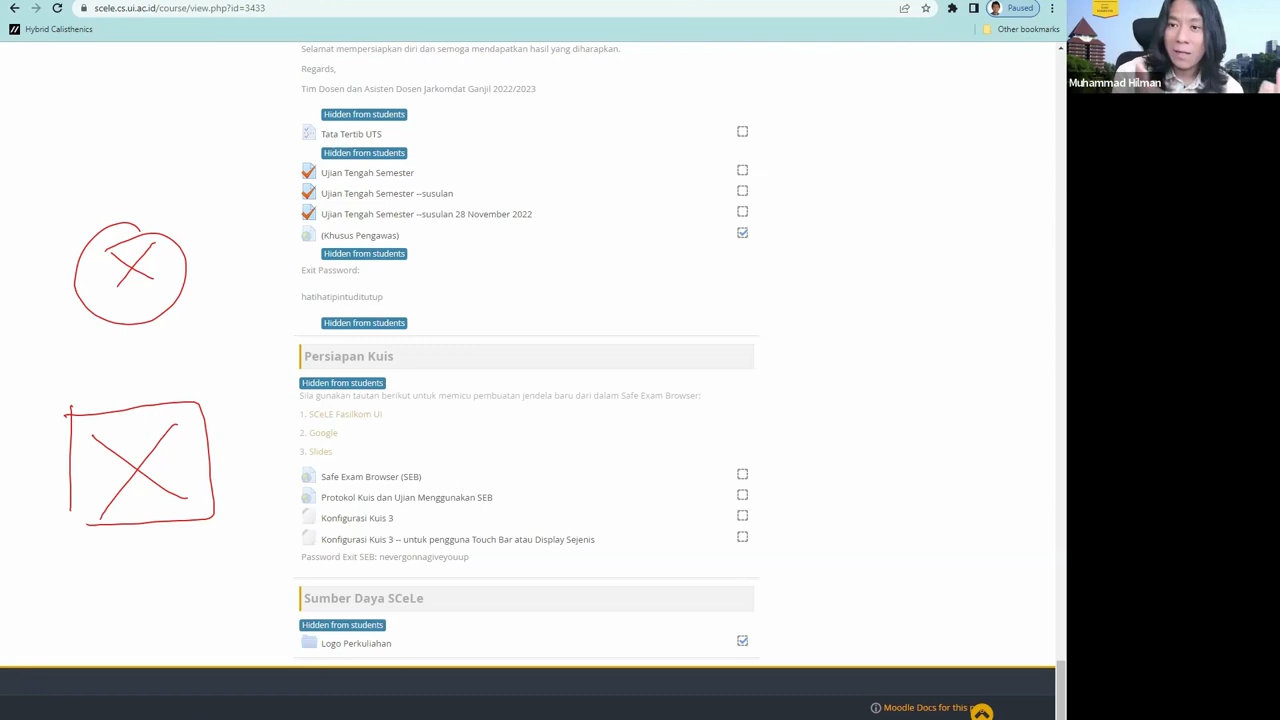 scele.cs.ui.ac.id/course/view.php?id=3433
Paused
Hybrid Calisthenics
Other bookmarks
Selamat mempersiapkan diri dan semoga mendapatkan hasil yang diharapkan.
Regards,
Tim Dosen dan Asisten Dosen Jarkomdat Ganjil 2022/2023
Hidden from students
Tata Tertib UTS
Hidden from students
Ujian Tengah Semester
Ujian Tengah Semester --susulan
Ujian Tengah Semester --susulan 28 November 2022
(Khusus Pengawas)
Hidden from students
Exit Password:
hatihatipintuditutup
Hidden from students
Persiapan Kuis
Hidden from students
Sila gunakan tautan berikut untuk memicu pembuatan jendela baru dari dalam Safe Exam Browser:
1. SCeLE Fasilkom UI
2. Google
3. Slides
Safe Exam Browser (SEB)
Protokol Kuis dan Ujian Menggunakan SEB
Konfigurasi Kuis 3
Konfigurasi Kuis 3 -- untuk pengguna Touch Bar atau Display Sejenis
Password Exit SEB: nevergonnagiveyouup
Sumber Daya SCeLe
Hidden from students
Logo Perkuliahan
Moodle Docs for this p
Muhammad Hilman